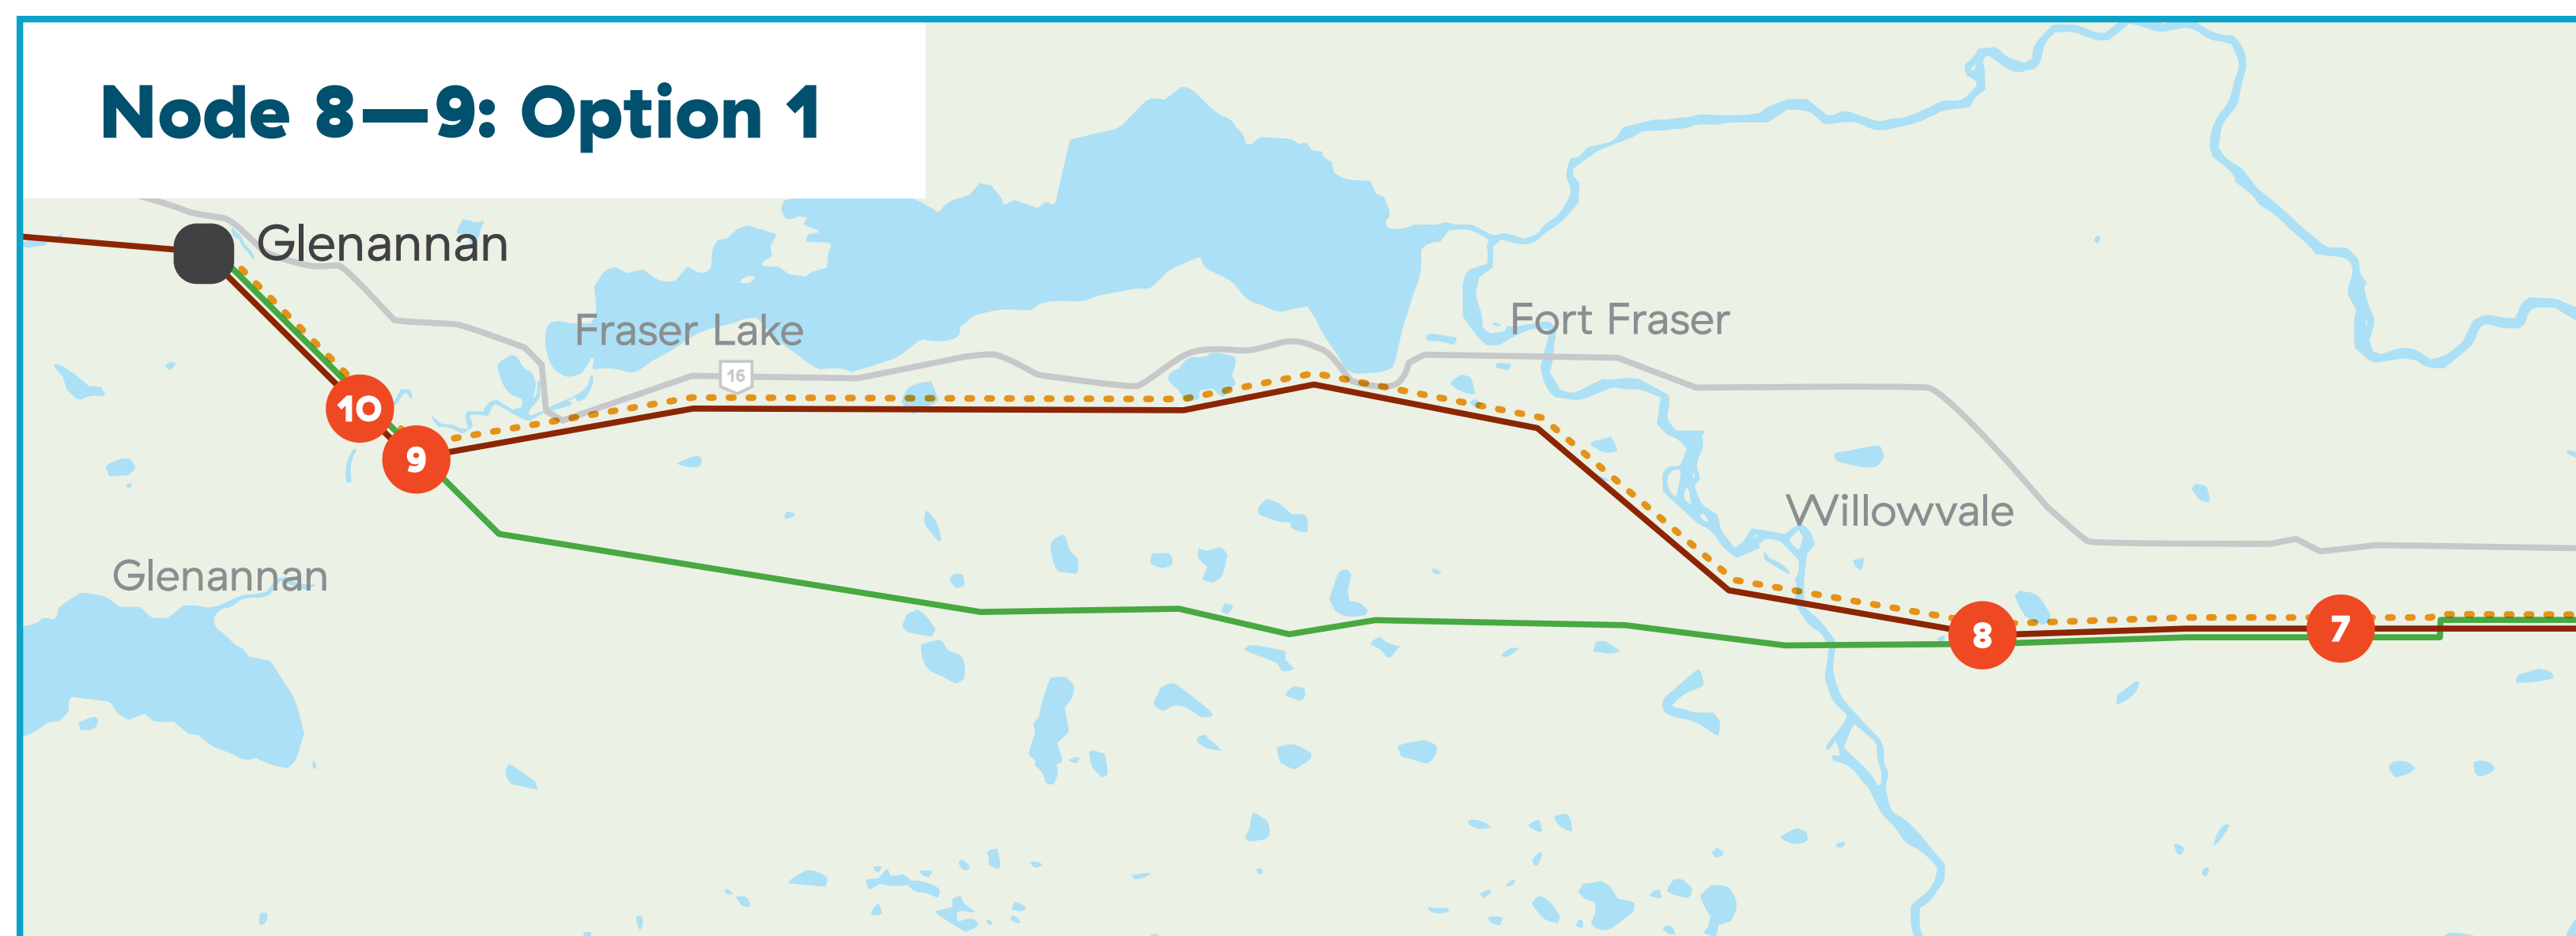 Node 8—9: Option 1
Glenannan
Fraser Lake
Fort Fraser
16
10
9
Willowvale
Glenannan
8
7